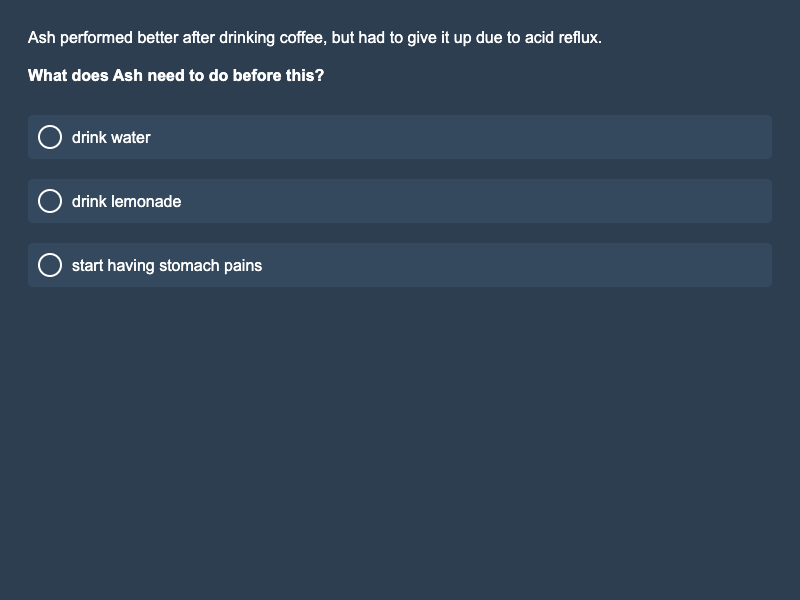 Ash performed better after drinking coffee, but had to give it up due to acid reflux.
What does Ash need to do before this?
drink water
drink lemonade
start having stomach pains